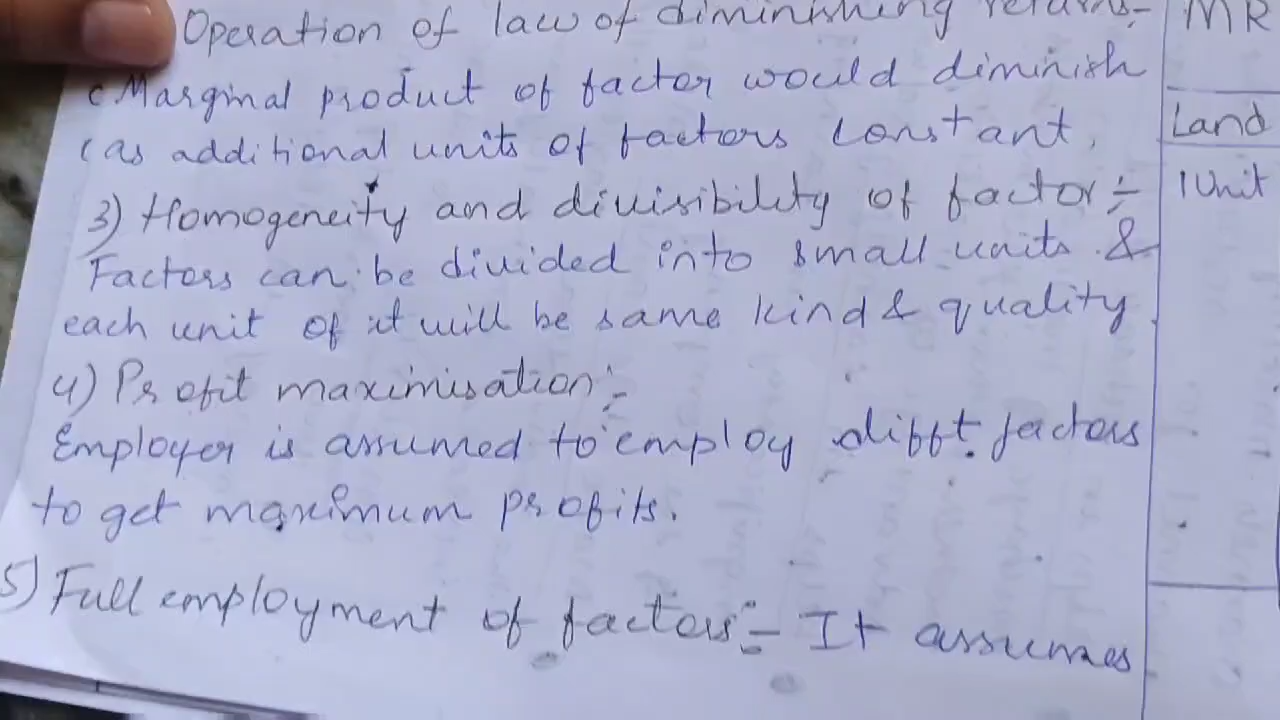 Operation of law of diminishing returns:-
(Marginal product of factor would diminish
(as additional units of factors constant.
3) Homogeneity and divisibility of factor:-
Factors can be divided into small units &
each unit of it will be same kind & quality
4) Profit maximisation:-
Employer is assumed to employ difft. factors
to get maximum profits.
5) Full employment of factors:- It assumes
MR
Land
1 Unit